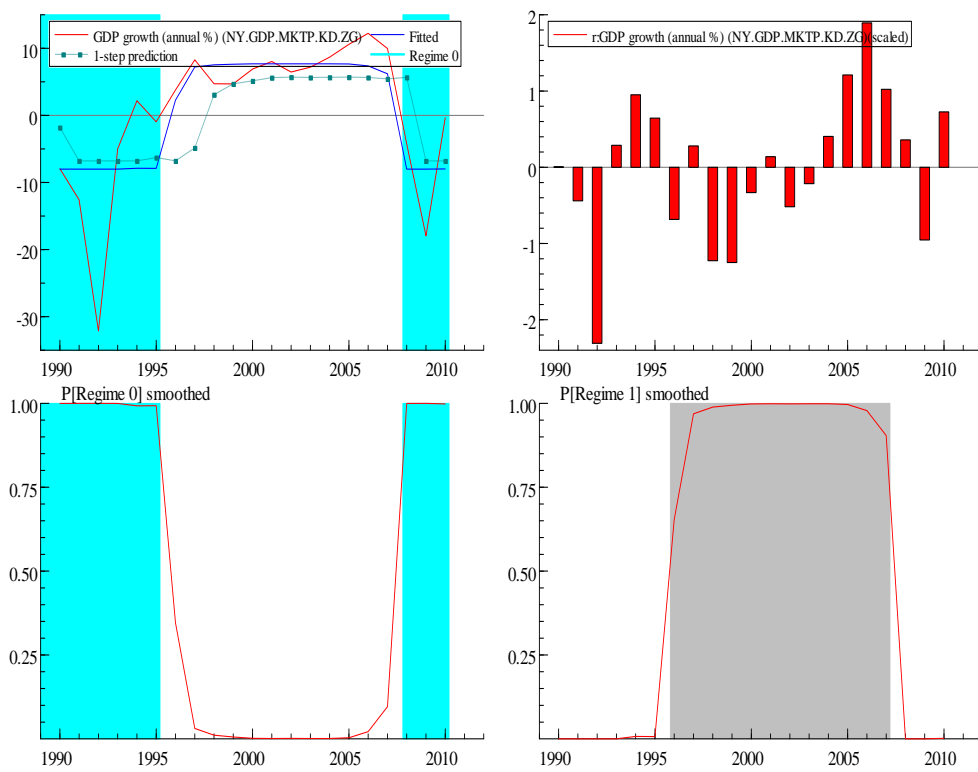 GDP growth (annual %) (NY.GDP.MKTP.KD.ZG) Fitted
1-step prediction Regime 0
10
0
-10
-20
-30
1990 1995 2000 2005 2010
2
r:GDP growth (annual %) (NY.GDP.MKTP.KD.ZG)(scaled)
1
0
-1
-2
1990 1995 2000 2005 2010
P[Regime 0] smoothed
1.00
0.75
0.50
0.25
1990 1995 2000 2005 2010
P[Regime 1] smoothed
1.00
0.75
0.50
0.25
1990 1995 2000 2005 2010